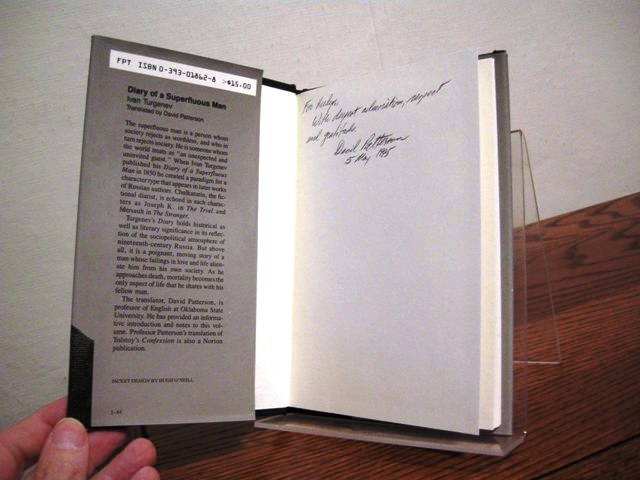 FPT ISBN 0-393-01862-8 >$15.00
Diary of a Superfluous Man
Ivan Turgenev
Translated by David Patterson
The superfluous man is a person whom
society rejects as worthless, and who in
turn rejects society. He is someone whom
the world treats as "an unexpected and
uninvited guest." When Ivan Turgenev
published his Diary of a Superfluous
Man in 1850 he created a paradigm for a
character type that appears in later works
of Russian authors. Chulkaturin, the fic-
tional diarist, is echoed in such charac-
ters as Joseph K. in The Trial and
Mersault in The Stranger.
Turgenev's Diary holds historical as
well as literary significance in its reflec-
tion of the sociopolitical atmosphere of
nineteenth-century Russia. But above
all, it is a poignant, moving story of a
man whose failings in love and life alien-
ate him from his own society. As he
approaches death, mortality becomes the
only aspect of life that he shares with his
fellow man.
The translator, David Patterson, is
professor of English at Oklahoma State
University. He has provided an informa-
tive introduction and notes to this vol-
ume. Professor Patterson's translation of
Tolstoy's Confession is also a Norton
publication.
JACKET DESIGN BY HUGH O'NEILL
5-84
For
With deepest admiration, respect
and gratitude.
David Patterson
5 May 1985